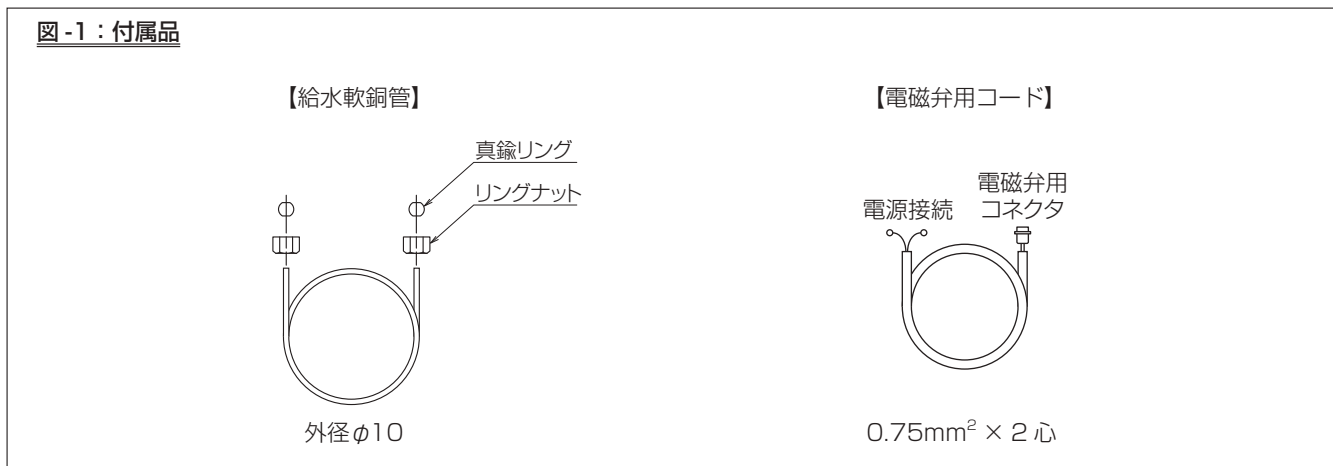 図 -1：付属品
【給水軟銅管】
真鍮リング
リングナット
外径φ10
【電磁弁用コード】
電源接続
電磁弁用
コネクタ
0.75mm² × 2 心